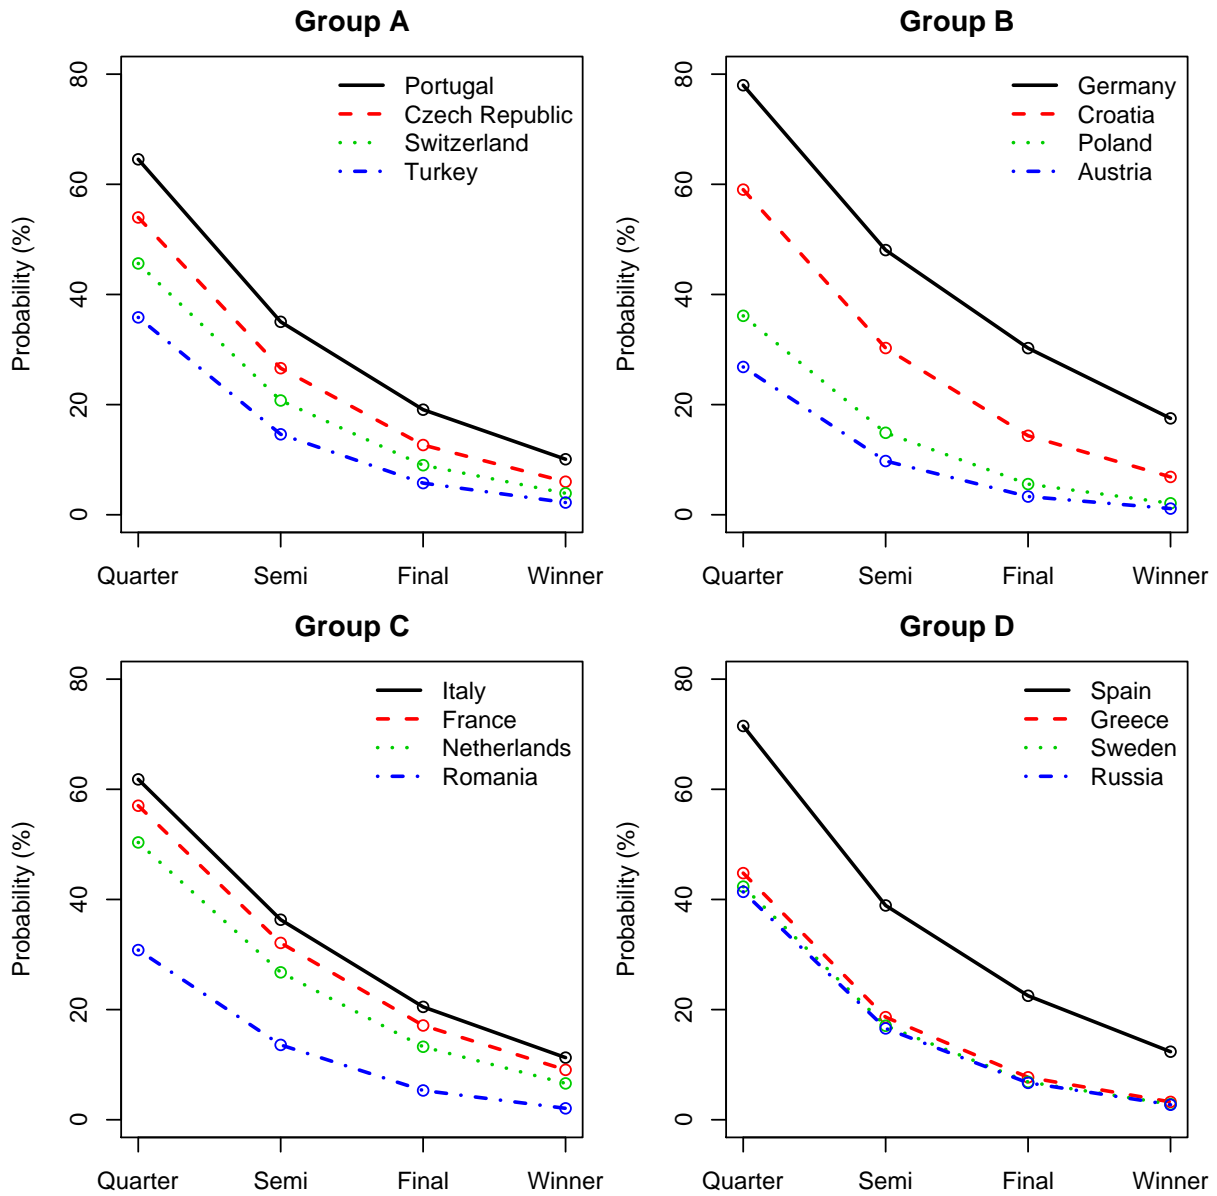 Group A
Portugal
Czech Republic
Switzerland
Turkey
Probability (%)
80
60
40
20
0
Quarter Semi Final Winner
Group B
Germany
Croatia
Poland
Austria
Probability (%)
80
60
40
20
0
Quarter Semi Final Winner
Group C
Italy
France
Netherlands
Romania
Probability (%)
80
60
40
20
0
Quarter Semi Final Winner
Group D
Spain
Greece
Sweden
Russia
Probability (%)
80
60
40
20
0
Quarter Semi Final Winner